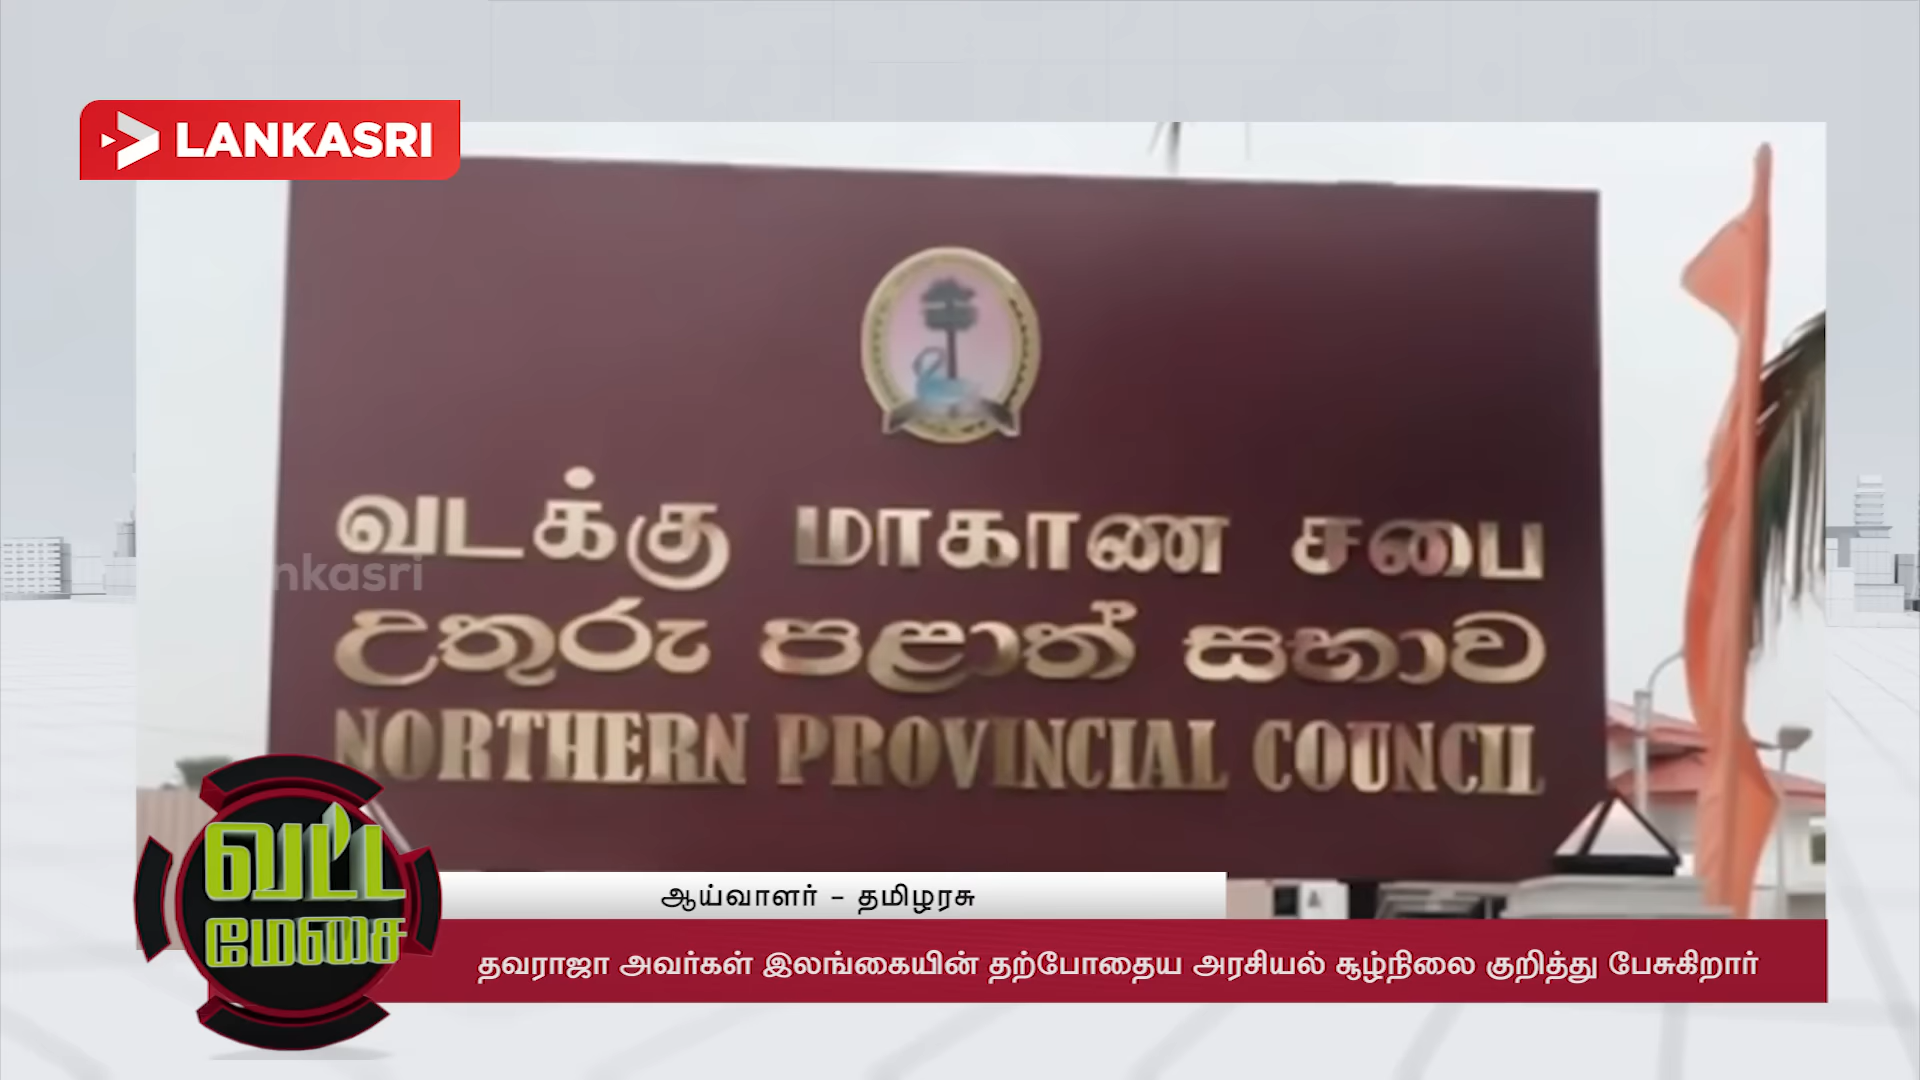 LANKASRI
வடக்கு மாகாண சபை
nkasri
උතුරු පළාත් සභාව
NORTHERN PROVINCIAL COUNCIL
வட்ட
மேசை
ஆய்வாளர் - தமிழரசு
தவராஜா அவர்கள் இலங்கையின் தற்போதைய அரசியல் சூழ்நிலை குறித்து பேசுகிறார்